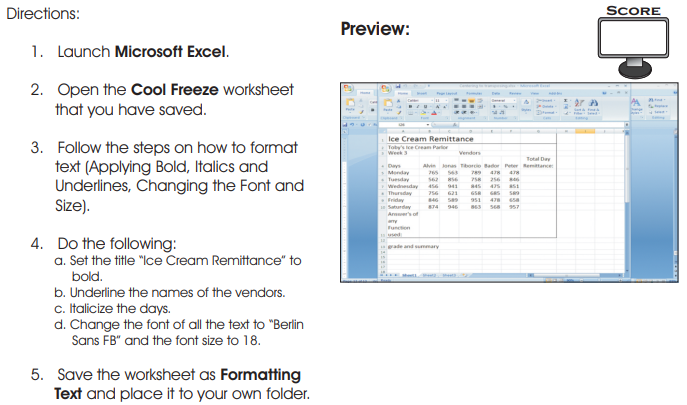 Directions:
SCORE
Preview:
1. Launch Microsoft Excel.
2. Open the Cool Freeze worksheet
that you have saved.
3. Follow the steps on how to format
text (Applying Bold, Italics and
Underlines, Changing the Font and
Size).
4. Do the following:
a. Set the title "Ice Cream Remittance" to
bold.
b. Underline the names of the vendors.
c. Italicize the days.
d. Change the font of all the text to "Berlin
Sans FB" and the font size to 18.
5. Save the worksheet as Formatting
Text and place it to your own folder.
Ice Cream Remittance
Toby's Ice Cream Parlor
Week 3 Vendors
Total Day
Days Alvin Jonas Tiborcio Bador Peter Remittance:
Monday 765 563 789 478 478
Tuesday 562 856 758 256 846
Wednesday 456 941 845 475 851
Thursday 756 621 658 685 589
Friday 846 589 951 478 658
Saturday 874 946 863 568 957
Answer's of
any
Function
used:
grade and summary